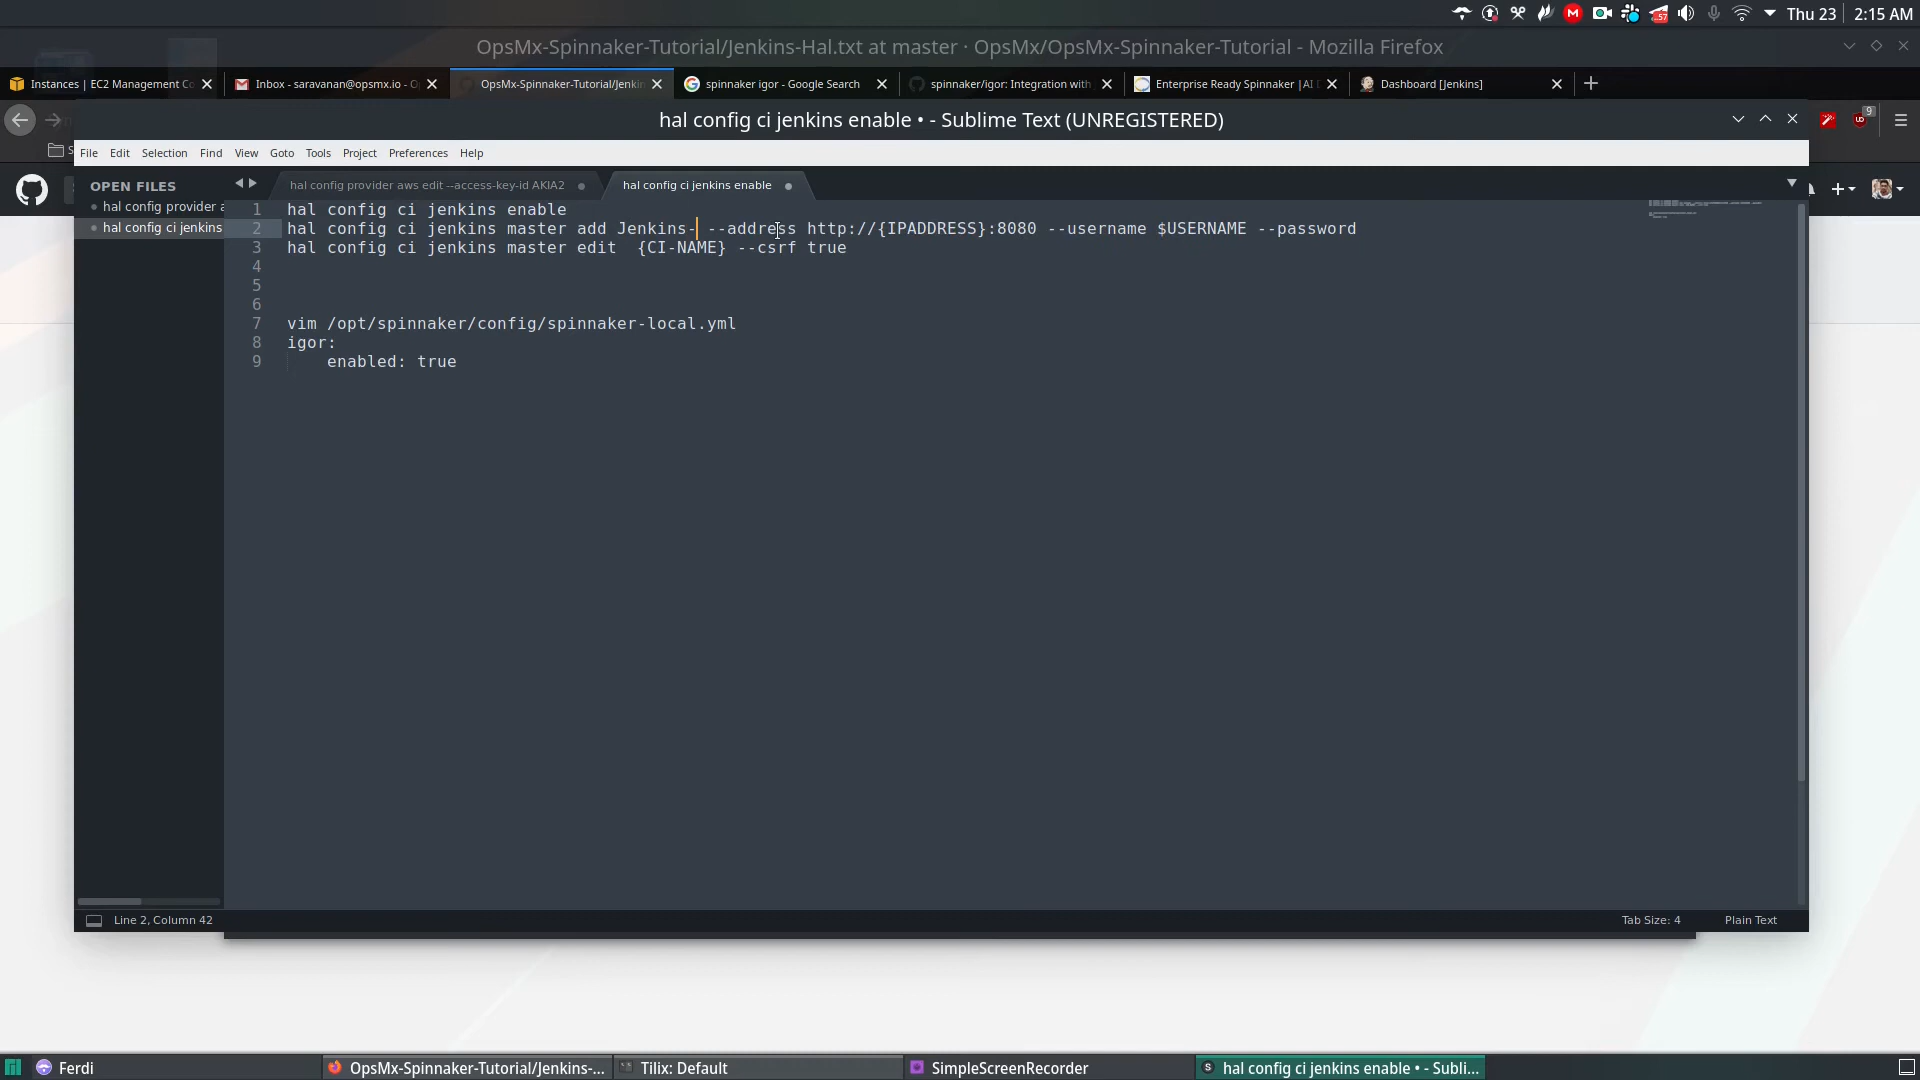 57
Thu 23
2:15 AM
OpsMx-Spinnaker-Tutorial/Jenkins-Hal.txt at master · OpsMx/OpsMx-Spinnaker-Tutorial - Mozilla Firefox
Instances | EC2 Management Co
Inbox - saravanan@opsmx.io - O
OpsMx-Spinnaker-Tutorial/Jenkin
spinnaker igor - Google Search
spinnaker/igor: Integration with
Enterprise Ready Spinnaker | AI D
Dashboard [Jenkins]
hal config ci jenkins enable • - Sublime Text (UNREGISTERED)
9
File Edit Selection Find View Goto Tools Project Preferences Help
OPEN FILES
hal config provider a
hal config ci jenkins
hal config provider aws edit --access-key-id AKIA2
hal config ci jenkins enable
1 hal config ci jenkins enable
2 hal config ci jenkins master add Jenkins- --address http://{IPADDRESS}:8080 --username $USERNAME --password
3 hal config ci jenkins master edit  {CI-NAME} --csrf true
4
5
6
7 vim /opt/spinnaker/config/spinnaker-local.yml
8 igor:
9     enabled: true
Line 2, Column 42
Tab Size: 4
Plain Text
Ferdi
OpsMx-Spinnaker-Tutorial/Jenkins-...
Tilix: Default
SimpleScreenRecorder
hal config ci jenkins enable • - Subli...